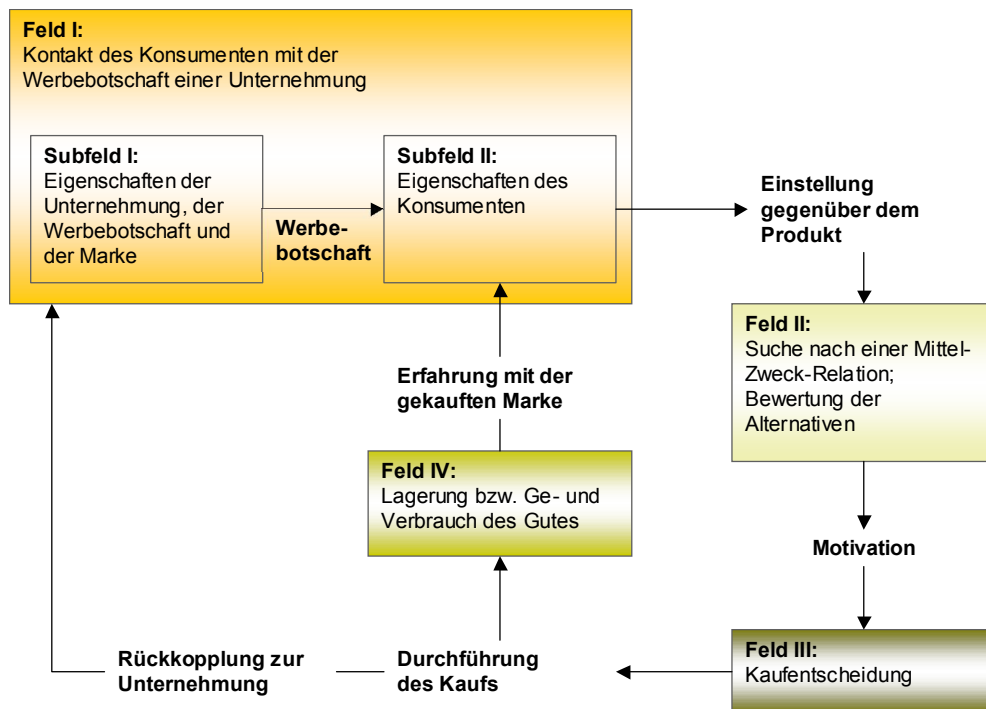 Feld I:
Kontakt des Konsumenten mit der
Werbebotschaft einer Unternehmung
Subfeld I:
Eigenschaften der
Unternehmung, der
Werbebotschaft und
der Marke
Werbe-
botschaft
Subfeld II:
Eigenschaften des
Konsumenten
Einstellung
gegenüber dem
Produkt
Feld II:
Suche nach einer Mittel-
Zweck-Relation;
Bewertung der
Alternativen
Motivation
Feld III:
Kaufentscheidung
Durchführung
des Kaufs
Rückkopplung zur
Unternehmung
Feld IV:
Lagerung bzw. Ge- und
Verbrauch des Gutes
Erfahrung mit der
gekauften Marke